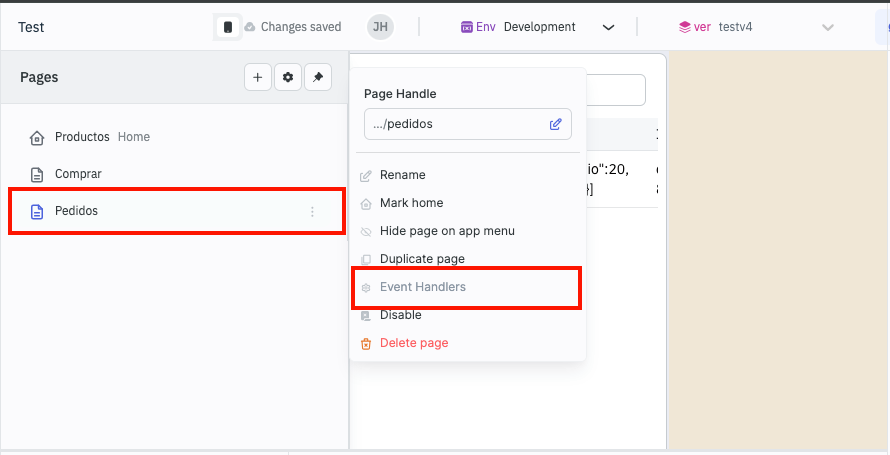 Test
Changes saved
JH
Env Development
ver testv4
Pages
Productos Home
Comprar
Pedidos
Page Handle
.../pedidos
Rename
Mark home
Hide page on app menu
Duplicate page
Event Handlers
Disable
Delete page
io":20,
}]